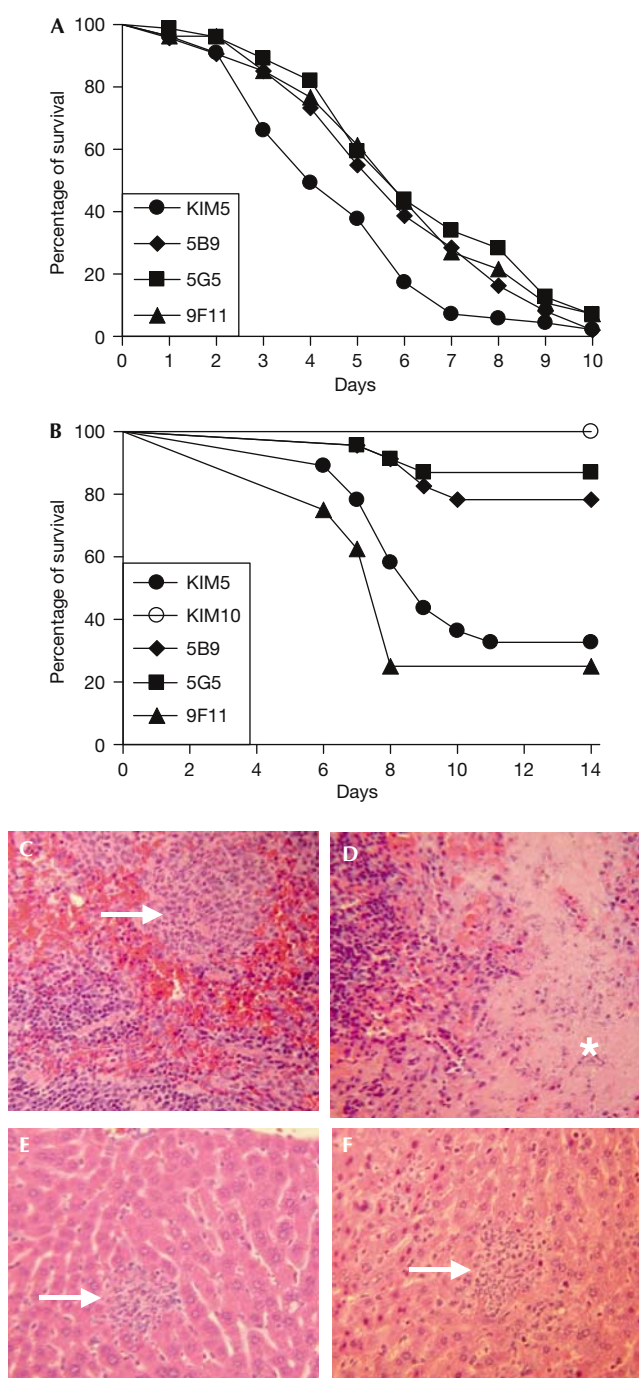 A
Percentage of survival
100
80
60
40
20
0
KIM5
5B9
5G5
9F11
0 1 2 3 4 5 6 7 8 9 10
Days
B
Percentage of survival
100
80
60
40
20
0
KIM5
KIM10
5B9
5G5
9F11
0 2 4 6 8 10 12 14
Days
C
D
*
E
F